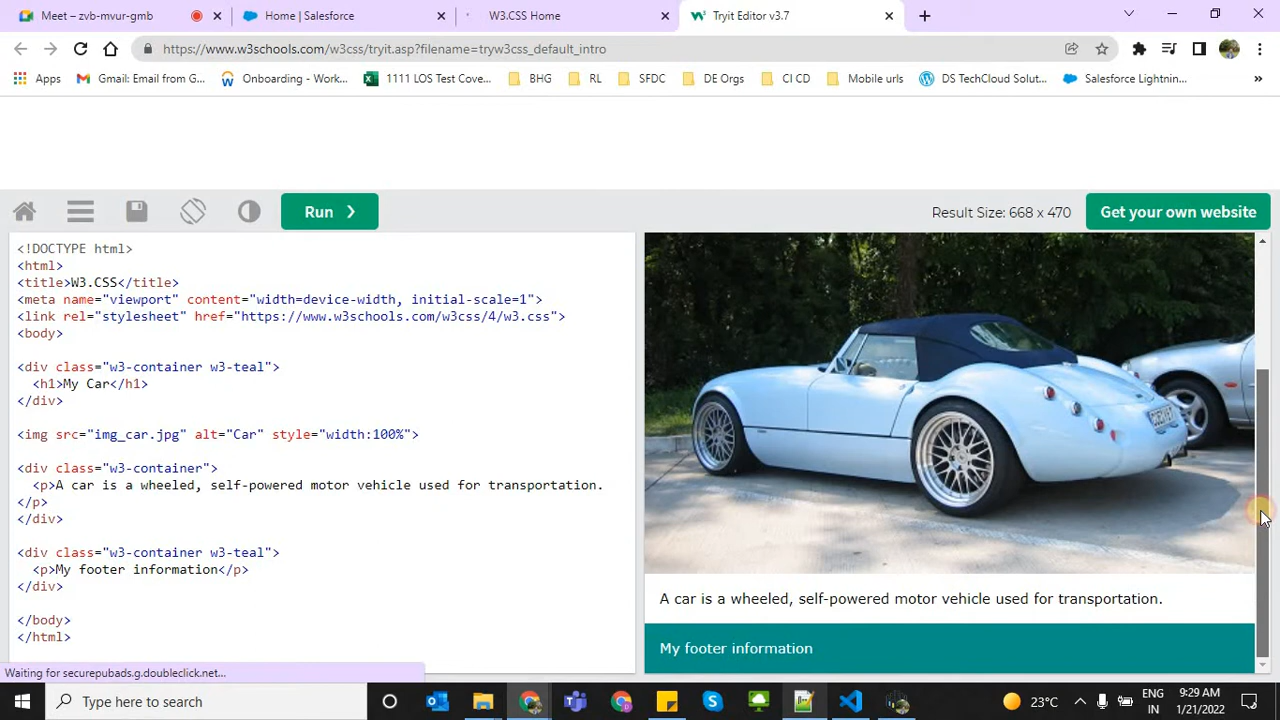 Meet – zvb-mvur-gmb
Home | Salesforce
W3.CSS Home
Tryit Editor v3.7
https://www.w3schools.com/w3css/tryit.asp?filename=tryw3css_default_intro
Apps
Gmail: Email from G...
Onboarding - Work...
1111 LOS Test Cove...
BHG
RL
SFDC
DE Orgs
CI CD
Mobile urls
DS TechCloud Solut...
Salesforce Lightnin...
»
Run ❯
Result Size: 668 x 470
Get your own website
<!DOCTYPE html>
<html>
<title>W3.CSS</title>
<meta name="viewport" content="width=device-width, initial-scale=1">
<link rel="stylesheet" href="https://www.w3schools.com/w3css/4/w3.css">
<body>
<div class="w3-container w3-teal">
<h1>My Car</h1>
</div>
<img src="img_car.jpg" alt="Car" style="width:100%">
<div class="w3-container">
<p>A car is a wheeled, self-powered motor vehicle used for transportation.
</p>
</div>
<div class="w3-container w3-teal">
<p>My footer information</p>
</div>
</body>
</html>
A car is a wheeled, self-powered motor vehicle used for transportation.
My footer information
Waiting for securepubads.g.doubleclick.net...
Type here to search
23°C
ENG
IN
9:29 AM
1/21/2022